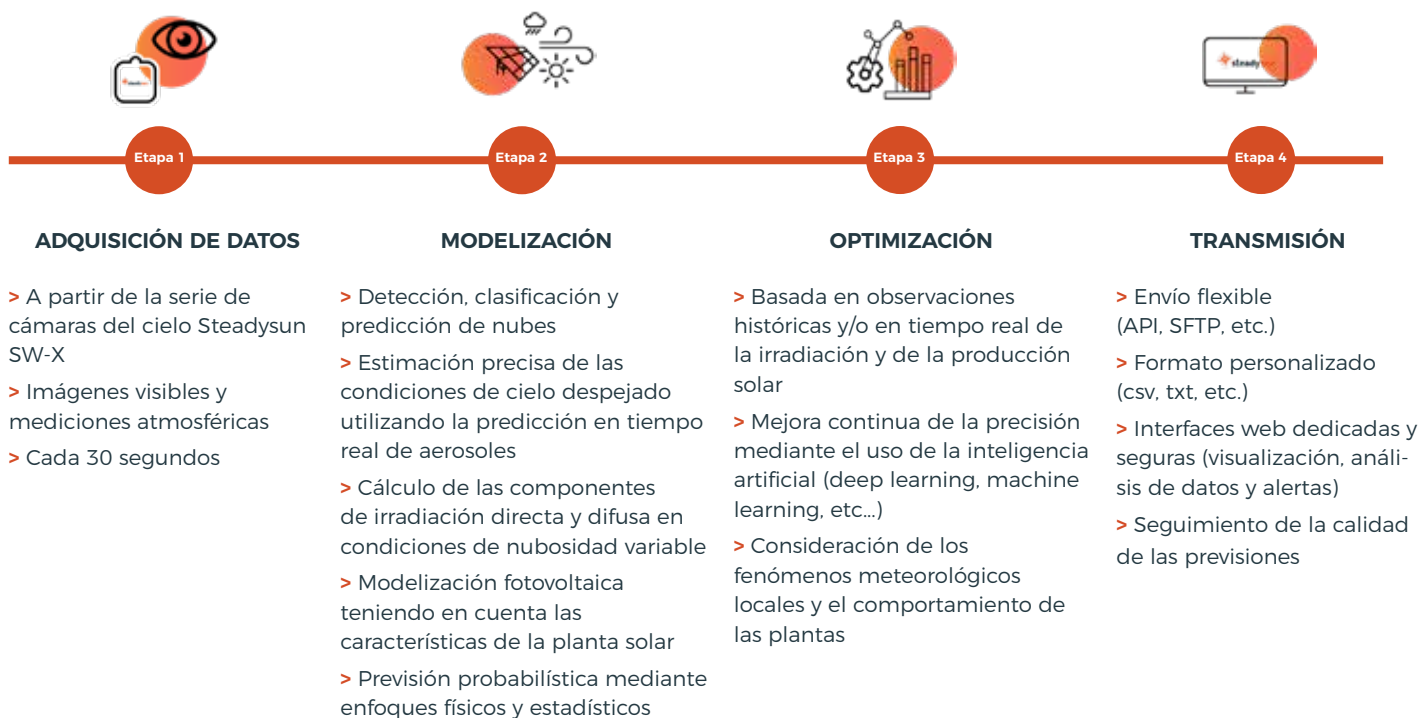 steady
Etapa 1
Etapa 2
Etapa 3
Etapa 4
ADQUISICIÓN DE DATOS
> A partir de la serie de
cámaras del cielo Steadysun
SW-X
> Imágenes visibles y
mediciones atmosféricas
> Cada 30 segundos
MODELIZACIÓN
> Detección, clasificación y
predicción de nubes
> Estimación precisa de las
condiciones de cielo despejado
utilizando la predicción en tiempo
real de aerosoles
> Cálculo de las componentes
de irradiación directa y difusa en
condiciones de nubosidad variable
> Modelización fotovoltaica
teniendo en cuenta las
características de la planta solar
> Previsión probabilística mediante
enfoques físicos y estadísticos
OPTIMIZACIÓN
> Basada en observaciones
históricas y/o en tiempo real de
la irradiación y de la producción
solar
> Mejora continua de la precisión
mediante el uso de la inteligencia
artificial (deep learning, machine
learning, etc...)
> Consideración de los
fenómenos meteorológicos
locales y el comportamiento de
las plantas
TRANSMISIÓN
> Envío flexible
(API, SFTP, etc.)
> Formato personalizado
(csv, txt, etc.)
> Interfaces web dedicadas y
seguras (visualización, análi-
sis de datos y alertas)
> Seguimiento de la calidad
de las previsiones